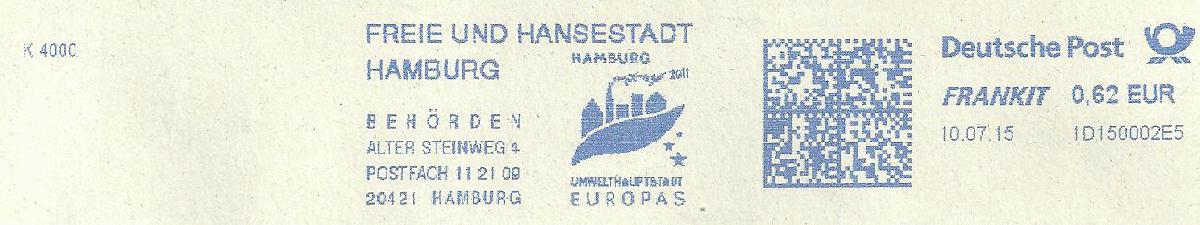 K 4000
FREIE UND HANSESTADT
HAMBURG
BEHÖRDEN
ALTER STEINWEG 4
POSTFACH 11 21 09
20421 HAMBURG
HAMBURG
2011
UMWELTHAUPTSTADT
EUROPAS
Deutsche Post
FRANKIT 0,62 EUR
10.07.15 1D150002E5